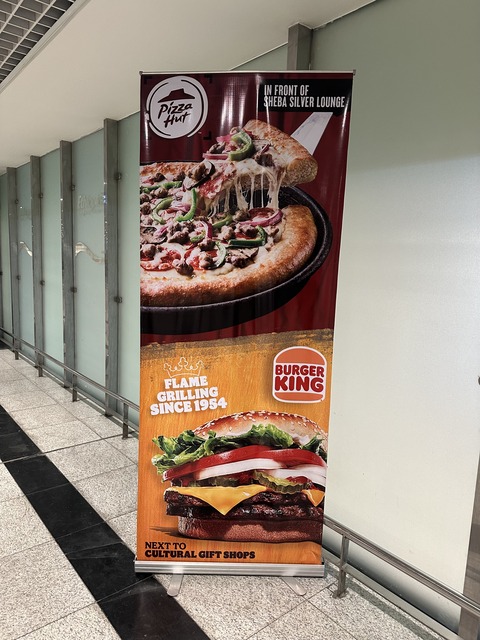 Pizza
Hut
IN FRONT OF
SHEBA SILVER LOUNGE
FLAME
GRILLING
SINCE 1954
BURGER
KING
NEXT TO
CULTURAL GIFT SHOPS